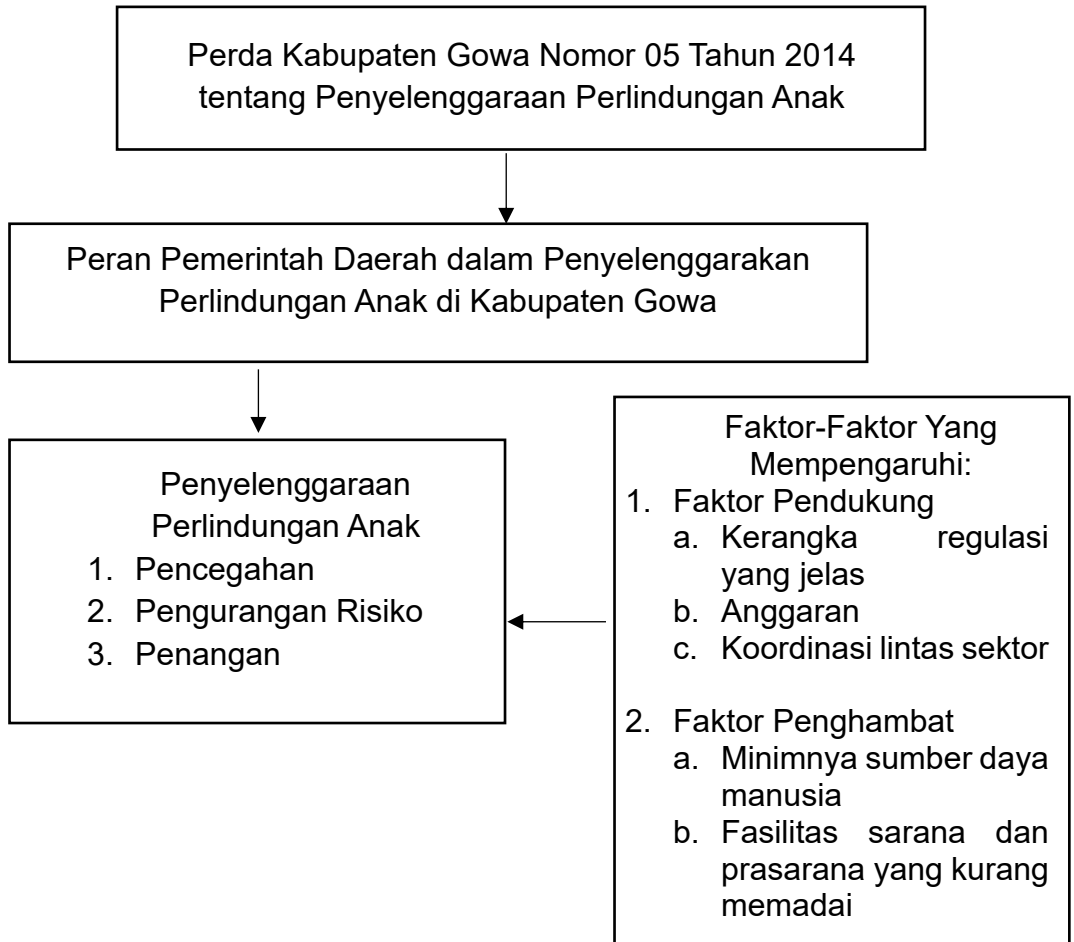 Perda Kabupaten Gowa Nomor 05 Tahun 2014
tentang Penyelenggaraan Perlindungan Anak
Peran Pemerintah Daerah dalam Penyelenggarakan
Perlindungan Anak di Kabupaten Gowa
Penyelenggaraan
Perlindungan Anak
1. Pencegahan
2. Pengurangan Risiko
3. Penangan
Faktor-Faktor Yang
Mempengaruhi:
1. Faktor Pendukung
a. Kerangka regulasi
yang jelas
b. Anggaran
c. Koordinasi lintas sektor
2. Faktor Penghambat
a. Minimnya sumber daya
manusia
b. Fasilitas sarana dan
prasarana yang kurang
memadai